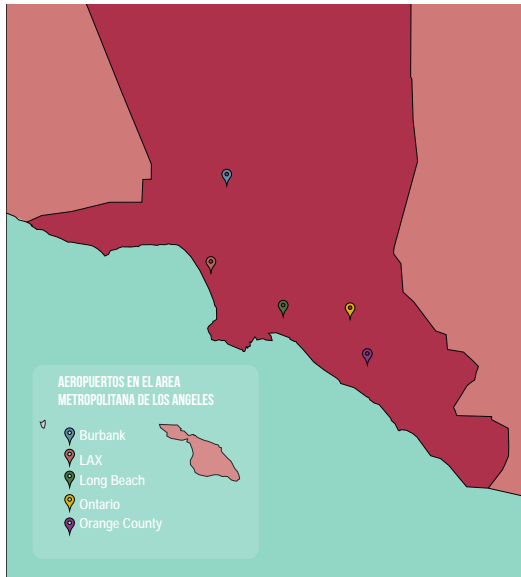 AEROPUERTOS EN EL AREA
METROPOLITANA DE LOS ANGELES
Burbank
LAX
Long Beach
Ontario
Orange County